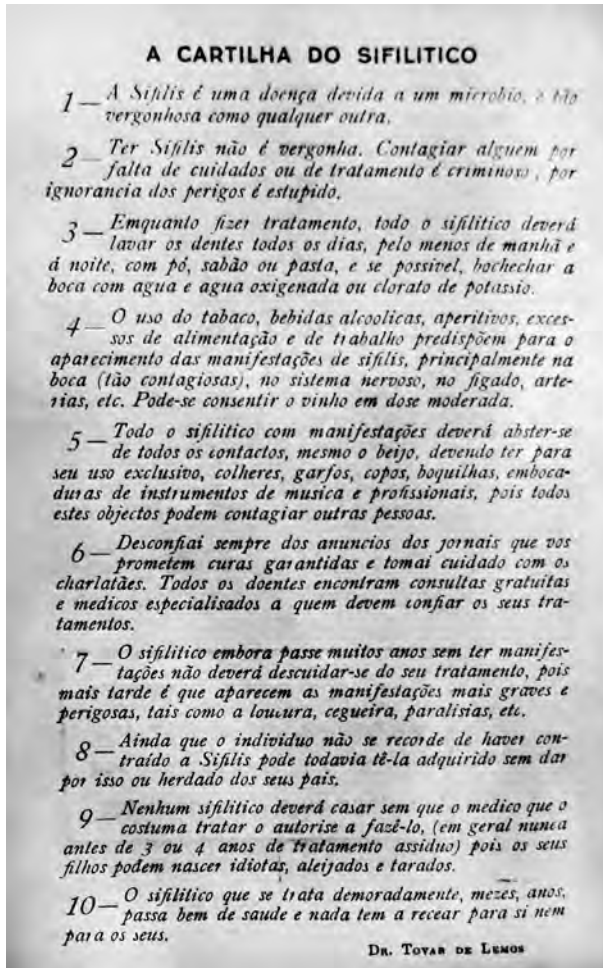 A CARTILHA DO SIFILITICO
1 — A Sifilis é uma doença devida a um microbio, e tão
vergonhosa como qualquer outra.
2 — Ter Sifilis não é vergonha. Contagiar alguem por
falta de cuidados ou de tratamento é criminoso, por
ignorancia dos perigos é estupido.
3 — Emquanto fizer tratamento, todo o sifilitico deverá
lavar os dentes todos os dias, pelo menos de manhã e
á noite, com pó, sabão ou pasta, e se possivel, bochechar a
boca com agua e agua oxigenada ou clorato de potassio.
4 — O uso do tabaco, bebidas alcoolicas, aperitivos, exces-
sos de alimentação e de trabalho predispõem para o
aparecimento das manifestações de sifilis, principalmente na
boca (tão contagiosas), no sistema nervoso, no figado, arte-
rias, etc. Pode-se consentir o vinho em dose moderada.
5 — Todo o sifilitico com manifestações deverá abster-se
de todos os contactos, mesmo o beijo, devendo ter para
seu uso exclusivo, colheres, garfos, copos, boquilhas, emboca-
duras de instrumentos de musica e profissionais, pois todos
estes objectos podem contagiar outras pessoas.
6 — Desconfiai sempre dos anuncios dos jornais que vos
prometem curas garantidas e tomai cuidado com os
charlatães. Todos os doentes encontram consultas gratuitas
e medicos especialisados a quem devem confiar os seus tra-
tamentos.
7 — O sifilitico embora passe muitos anos sem ter manifes-
tações não deverá descuidar-se do seu tratamento, pois
mais tarde é que aparecem as manifestações mais graves e
perigosas, tais como a loucura, cegueira, paralisias, etc.
8 — Ainda que o individuo não se recorde de haver con-
traído a Sifilis pode todavia tê-la adquirido sem dar
por isso ou herdado dos seus pais.
9 — Nenhum sifilitico deverá casar sem que o medico que o
costuma tratar o autorise a fazê-lo, (em geral nunca
antes de 3 ou 4 anos de tratamento assiduo) pois os seus
filhos podem nascer idiotas, aleijados e tarados.
10 — O sifilitico que se trata demoradamente, mezes, anos,
passa bem de saude e nada tem a recear para si nem
para os seus.
DR. TOVAR DE LEMOS